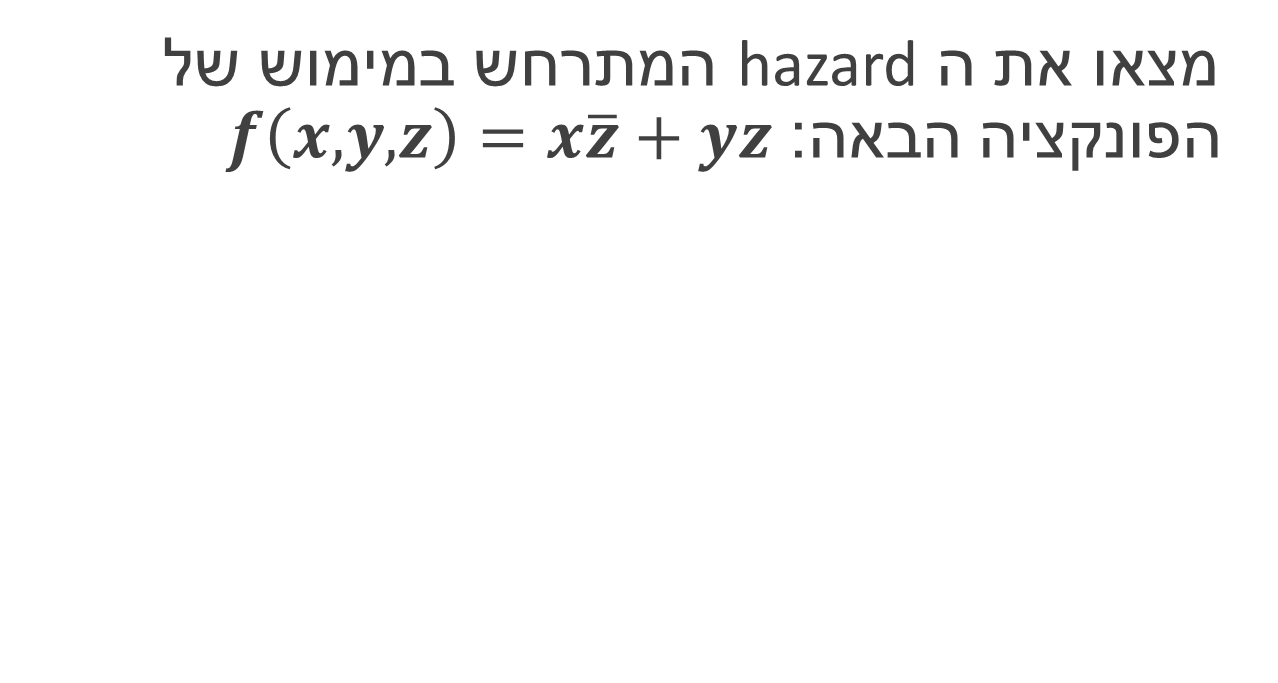 מצאו את ה hazard המתרחש במימוש של
הפונקציה הבאה: f(x,y,z) = xz̄ + yz